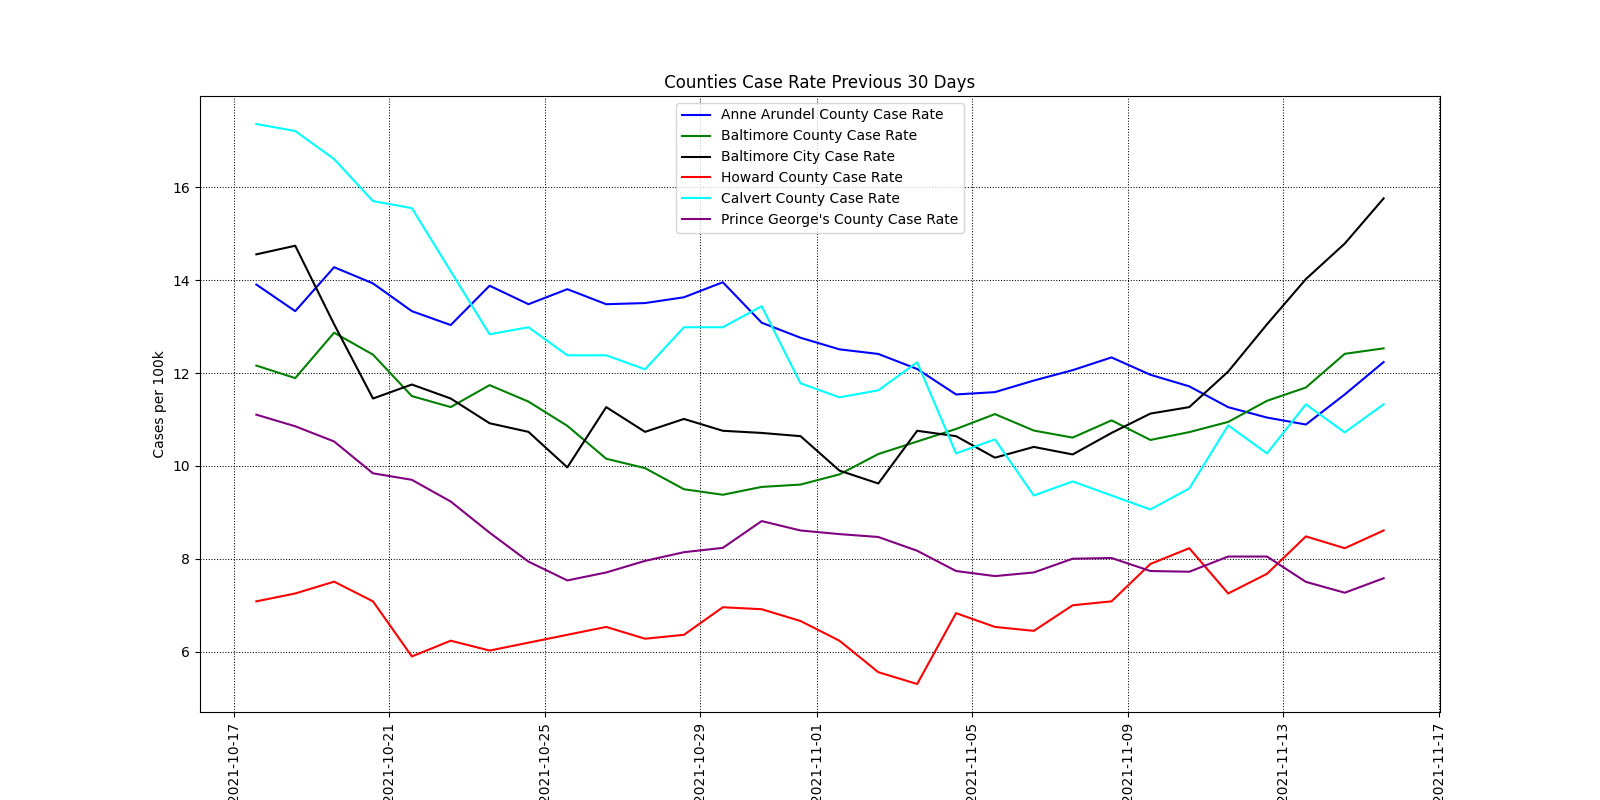 Counties Case Rate Previous 30 Days
Anne Arundel County Case Rate
Baltimore County Case Rate
Baltimore City Case Rate
Howard County Case Rate
Calvert County Case Rate
Prince George's County Case Rate
Cases per 100k
16
14
12
10
8
6
2021-10-17
2021-10-21
2021-10-25
2021-10-29
2021-11-01
2021-11-05
2021-11-09
2021-11-13
2021-11-17